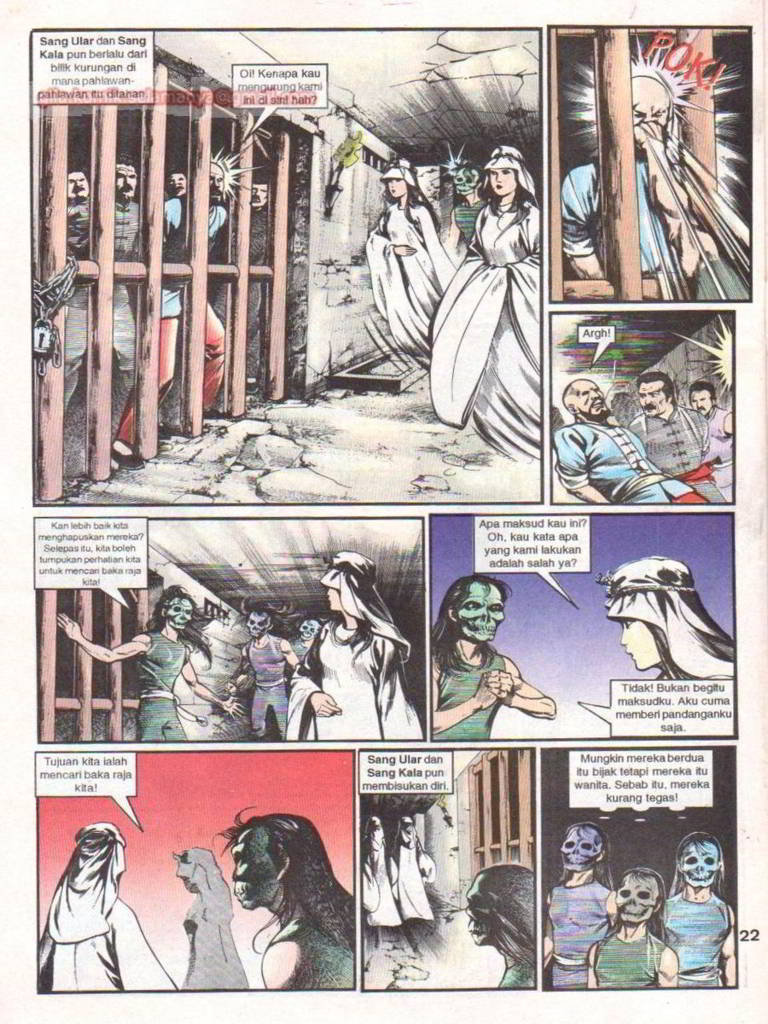 Sang Ular dan Sang
Kala pun berlalu dari
bilik kurungan di
mana pahlawan-
pahlawan itu ditahan.
Oi! Kenapa kau
mengurung kami
ini di sini hah?
POK!
Argh!
Kan lebih baik kita
menghapuskan mereka?
Selepas itu, kita boleh
tumpukan perhatian kita
untuk mencari baka raja
kita!
Apa maksud kau ini?
Oh, kau kata apa
yang kami lakukan
adalah salah ya?
Tidak! Bukan begitu
maksudku. Aku cuma
memberi pandanganku
saja.
Tujuan kita ialah
mencari baka raja
kita!
Sang Ular dan
Sang Kala pun
membisukan diri.
Mungkin mereka berdua
itu bijak tetapi mereka itu
wanita. Sebab itu, mereka
kurang tegas!
22